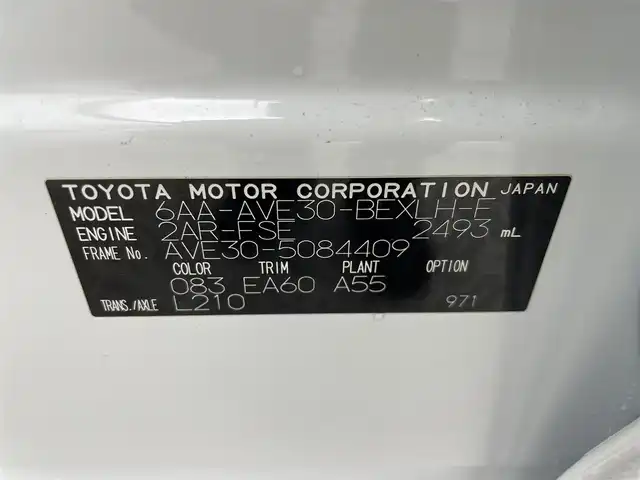 TOYOTA MOTOR CORPORATION JAPAN
MODEL 6AA-AVE30-BEXLH-E
ENGINE 2AR-FSE 2493 mL
FRAME No. AVE30-5084409
COLOR TRIM PLANT OPTION
083 EA60 A55
TRANS./AXLE L210 971